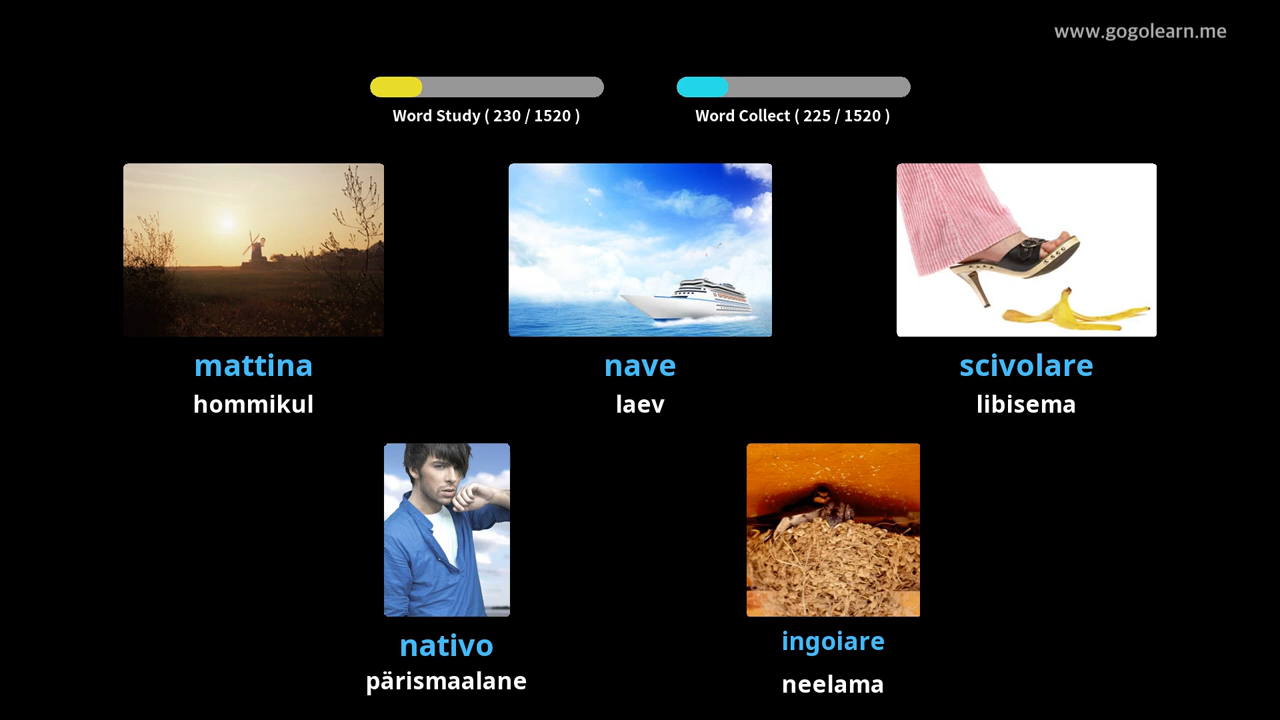 www.gogolearn.me
Word Study ( 230 / 1520 )
Word Collect ( 225 / 1520 )
mattina
hommikul
nave
laev
scivolare
libisema
nativo
pärismaalane
ingoiare
neelama